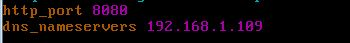 http_port 8080
dns_nameservers 192.168.1.109